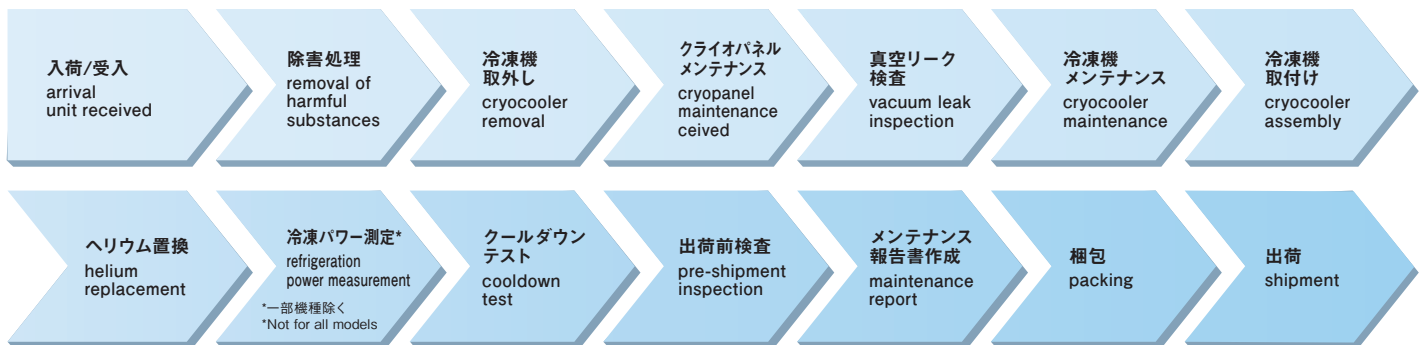 入荷/受入
arrival
unit received
除害処理
removal of
harmful
substances
冷凍機
取外し
cryocooler
removal
クライオパネル
メンテナンス
cryopanel
maintenance
ceived
真空リーク
検査
vacuum leak
inspection
冷凍機
メンテナンス
cryocooler
maintenance
冷凍機
取付け
cryocooler
assembly
ヘリウム置換
helium
replacement
冷凍パワー測定*
refrigeration
power measurement
*一部機種除く
*Not for all models
クールダウン
テスト
cooldown
test
出荷前検査
pre-shipment
inspection
メンテナンス
報告書作成
maintenance
report
梱包
packing
出荷
shipment